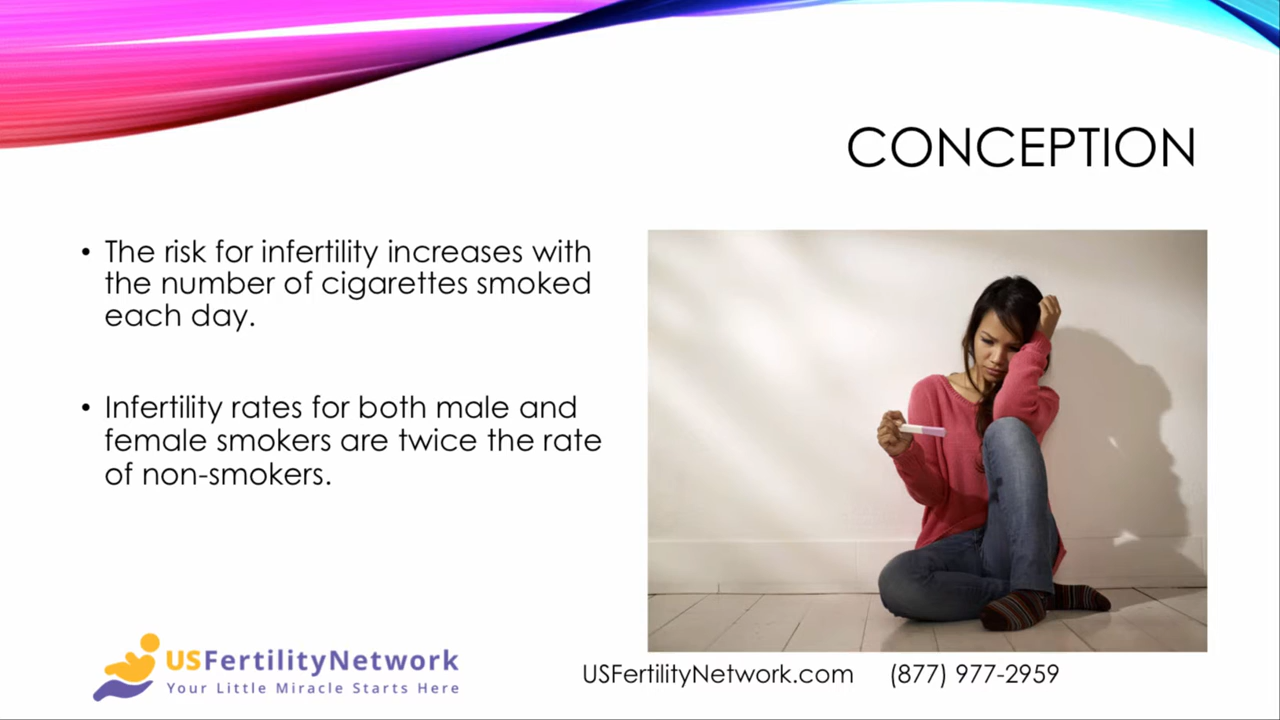 CONCEPTION
• The risk for infertility increases with
the number of cigarettes smoked
each day.
• Infertility rates for both male and
female smokers are twice the rate
of non-smokers.
USFertilityNetwork
Your Little Miracle Starts Here
USFertilityNetwork.com (877) 977-2959